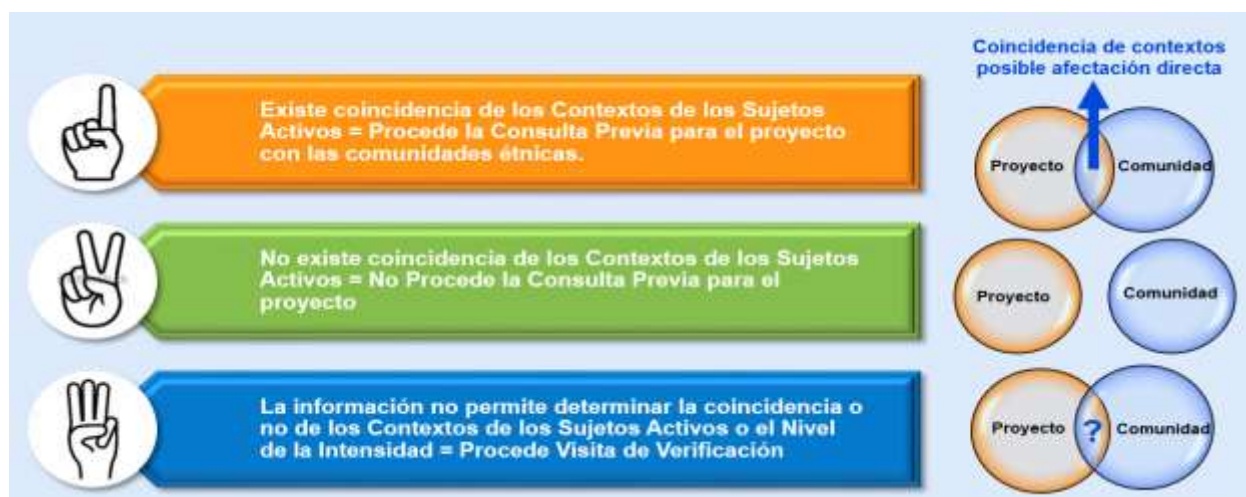 Coincidencia de contextos
posible afectación directa
Existe coincidencia de los Contextos de los Sujetos
Activos = Procede la Consulta Previa para el proyecto
con las comunidades étnicas.
Proyecto
Comunidad
No existe coincidencia de los Contextos de los Sujetos
Activos = No Procede la Consulta Previa para el
proyecto
Proyecto
Comunidad
La información no permite determinar la coincidencia o
no de los Contextos de los Sujetos Activos o el Nivel
de la Intensidad = Procede Visita de Verificación
Proyecto ? Comunidad